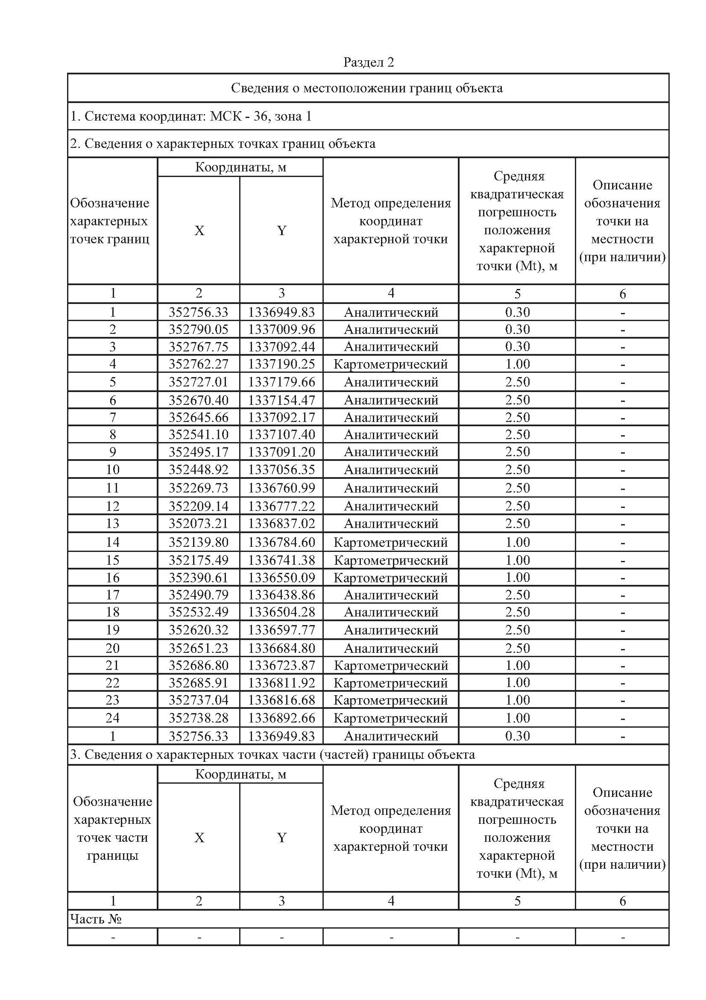 Раздел 2
Сведения о местоположении границ объекта
1. Система координат: МСК - 36, зона 1
2. Сведения о характерных точках границ объекта
Обозначение
характерных
точек границ
Координаты, м
X
Y
Метод определения
координат
характерной точки
Средняя
квадратическая
погрешность
положения
характерной
точки (Mt), м
Описание
обозначения
точки на
местности
(при наличии)
1 2 3 4 5 6
1 352756.33 1336949.83 Аналитический 0.30 -
2 352790.05 1337009.96 Аналитический 0.30 -
3 352767.75 1337092.44 Аналитический 0.30 -
4 352762.27 1337190.25 Картометрический 1.00 -
5 352727.01 1337179.66 Аналитический 2.50 -
6 352670.40 1337154.47 Аналитический 2.50 -
7 352645.66 1337092.17 Аналитический 2.50 -
8 352541.10 1337107.40 Аналитический 2.50 -
9 352495.17 1337091.20 Аналитический 2.50 -
10 352448.92 1337056.35 Аналитический 2.50 -
11 352269.73 1336760.99 Аналитический 2.50 -
12 352209.14 1336777.22 Аналитический 2.50 -
13 352073.21 1336837.02 Аналитический 2.50 -
14 352139.80 1336784.60 Картометрический 1.00 -
15 352175.49 1336741.38 Картометрический 1.00 -
16 352390.61 1336550.09 Картометрический 1.00 -
17 352490.79 1336438.86 Аналитический 2.50 -
18 352532.49 1336504.28 Аналитический 2.50 -
19 352620.32 1336597.77 Аналитический 2.50 -
20 352651.23 1336684.80 Аналитический 2.50 -
21 352686.80 1336723.87 Картометрический 1.00 -
22 352685.91 1336811.92 Картометрический 1.00 -
23 352737.04 1336816.68 Картометрический 1.00 -
24 352738.28 1336892.66 Картометрический 1.00 -
1 352756.33 1336949.83 Аналитический 0.30 -
3. Сведения о характерных точках части (частей) границы объекта
Обозначение
характерных
точек части
границы
Координаты, м
X
Y
Метод определения
координат
характерной точки
Средняя
квадратическая
погрешность
положения
характерной
точки (Mt), м
Описание
обозначения
точки на
местности
(при наличии)
1 2 3 4 5 6
Часть №
- - - - - -